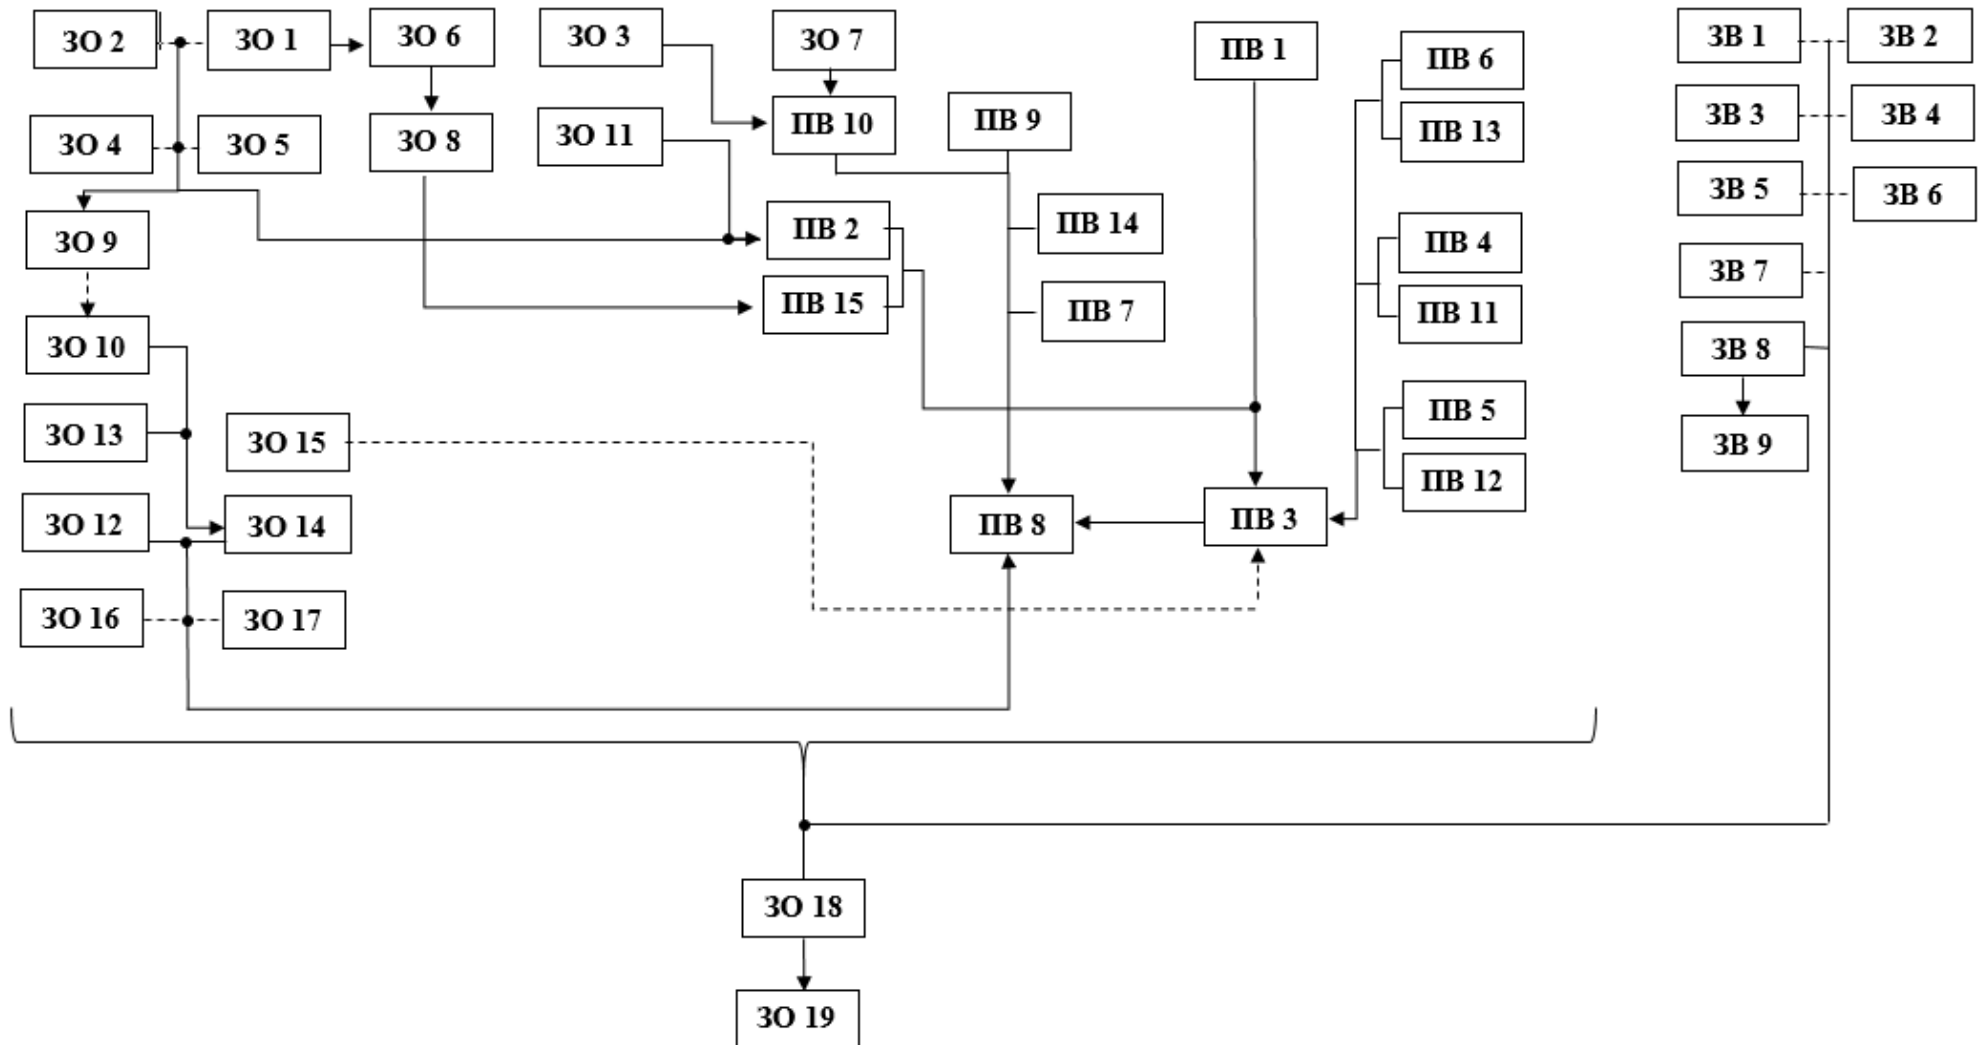 ЗО 2
ЗО 1
ЗО 6
ЗО 3
ЗО 7
ПВ 1
ПВ 6
ЗВ 1
ЗВ 2
ЗО 4
ЗО 5
ЗО 8
ЗО 11
ПВ 10
ПВ 9
ПВ 13
ЗВ 3
ЗВ 4
ЗО 9
ПВ 2
ПВ 14
ПВ 4
ЗВ 5
ЗВ 6
ПВ 15
ПВ 7
ПВ 11
ЗВ 7
ЗО 10
ЗВ 8
ЗО 13
ЗО 15
ПВ 5
ЗВ 9
ПВ 12
ЗО 12
ЗО 14
ПВ 8
ПВ 3
ЗО 16
ЗО 17
ЗО 18
ЗО 19